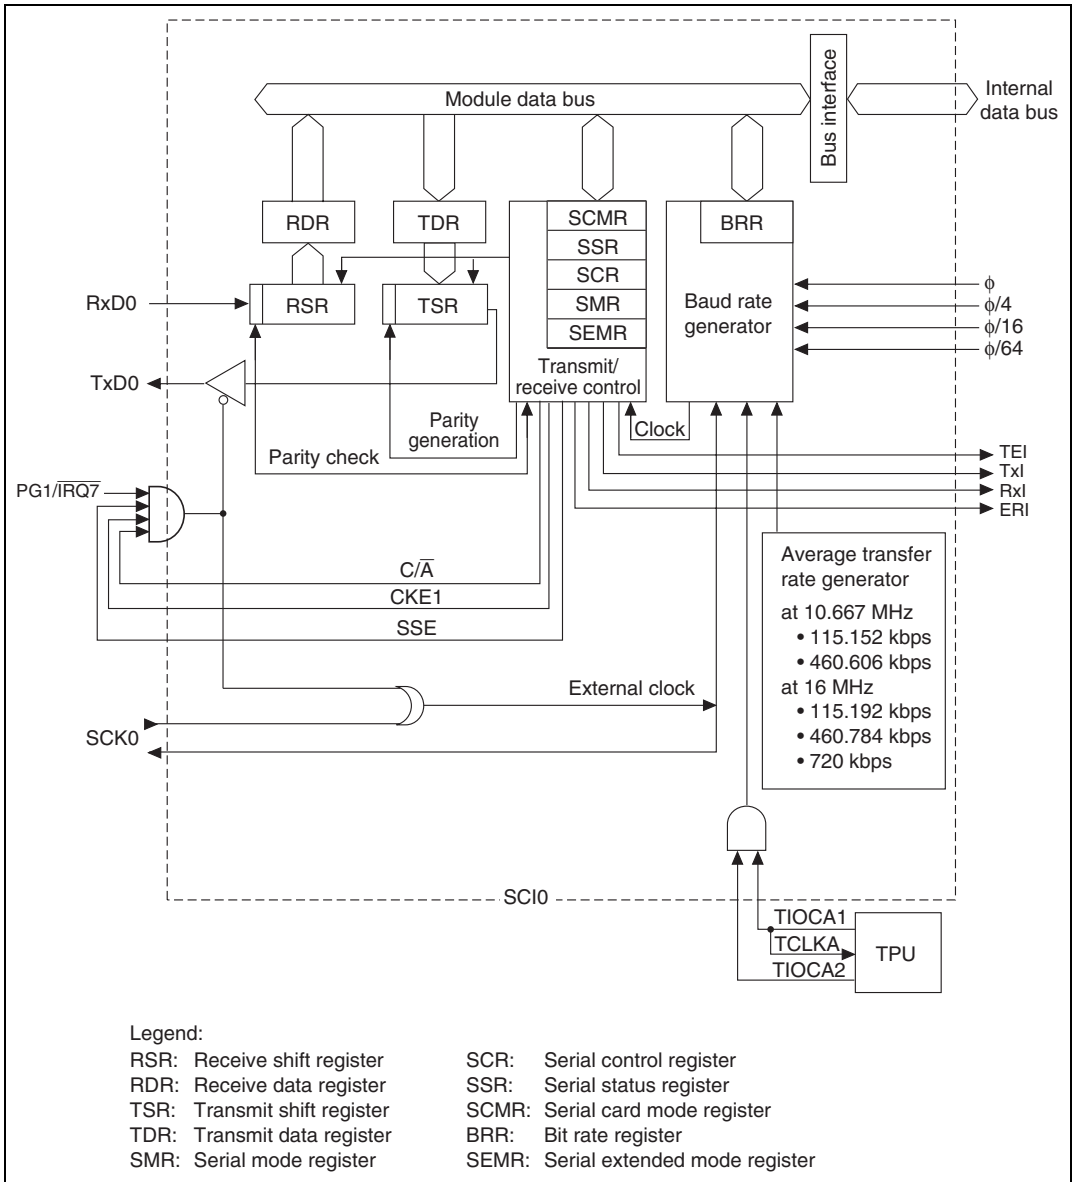 Module data bus
Bus interface
Internal
data bus
RDR
TDR
SCMR
SSR
SCR
SMR
SEMR
Transmit/
receive control
BRR
Baud rate
generator
RSR
TSR
RxD0
TxD0
ϕ
ϕ/4
ϕ/16
ϕ/64
Parity
generation
Parity check
Clock
TEI
TxI
RxI
ERI
PG1/I̅R̅Q̅7̅
C/A̅
CKE1
SSE
External clock
SCK0
Average transfer
rate generator
at 10.667 MHz
• 115.152 kbps
• 460.606 kbps
at 16 MHz
• 115.192 kbps
• 460.784 kbps
• 720 kbps
SCI0
TIOCA1
TCLKA
TIOCA2
TPU
Legend:
RSR: Receive shift register
RDR: Receive data register
TSR: Transmit shift register
TDR: Transmit data register
SMR: Serial mode register
SCR: Serial control register
SSR: Serial status register
SCMR: Serial card mode register
BRR: Bit rate register
SEMR: Serial extended mode register